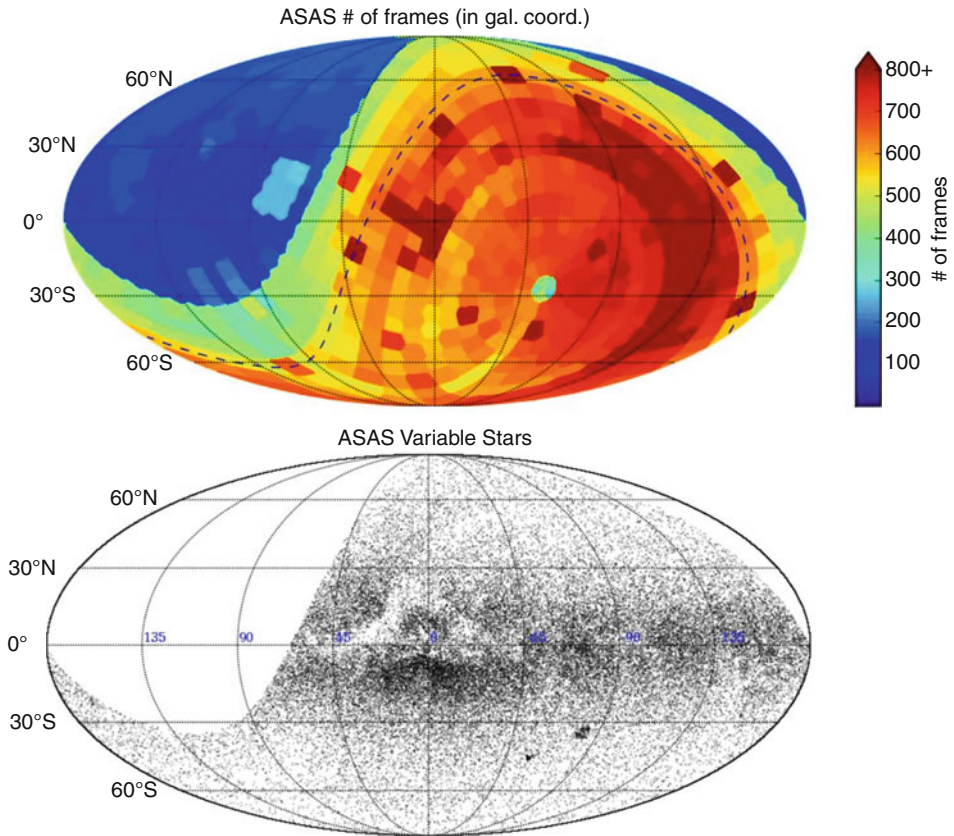 ASAS # of frames (in gal. coord.)
60°N
30°N
0°
30°S
60°S
800+
700
600
500
400
300
200
100
# of frames
ASAS Variable Stars
60°N
30°N
0°
30°S
60°S
135
90
45
0
-45
-90
-135